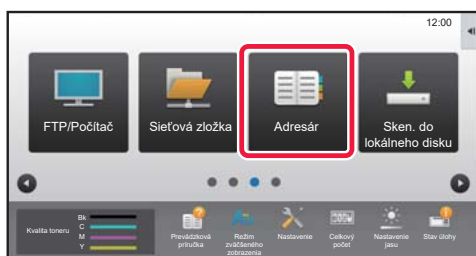 12:00
FTP/Počítač
Sieťová zložka
Adresár
Sken. do
lokálneho disku
Kvalita toneru
Bk
C
M
Y
Prevádzková
príručka
Režim
zväčšeného
zobrazenia
Nastavenie
Celkový
počet
Nastavenie
jasu
Stav úlohy